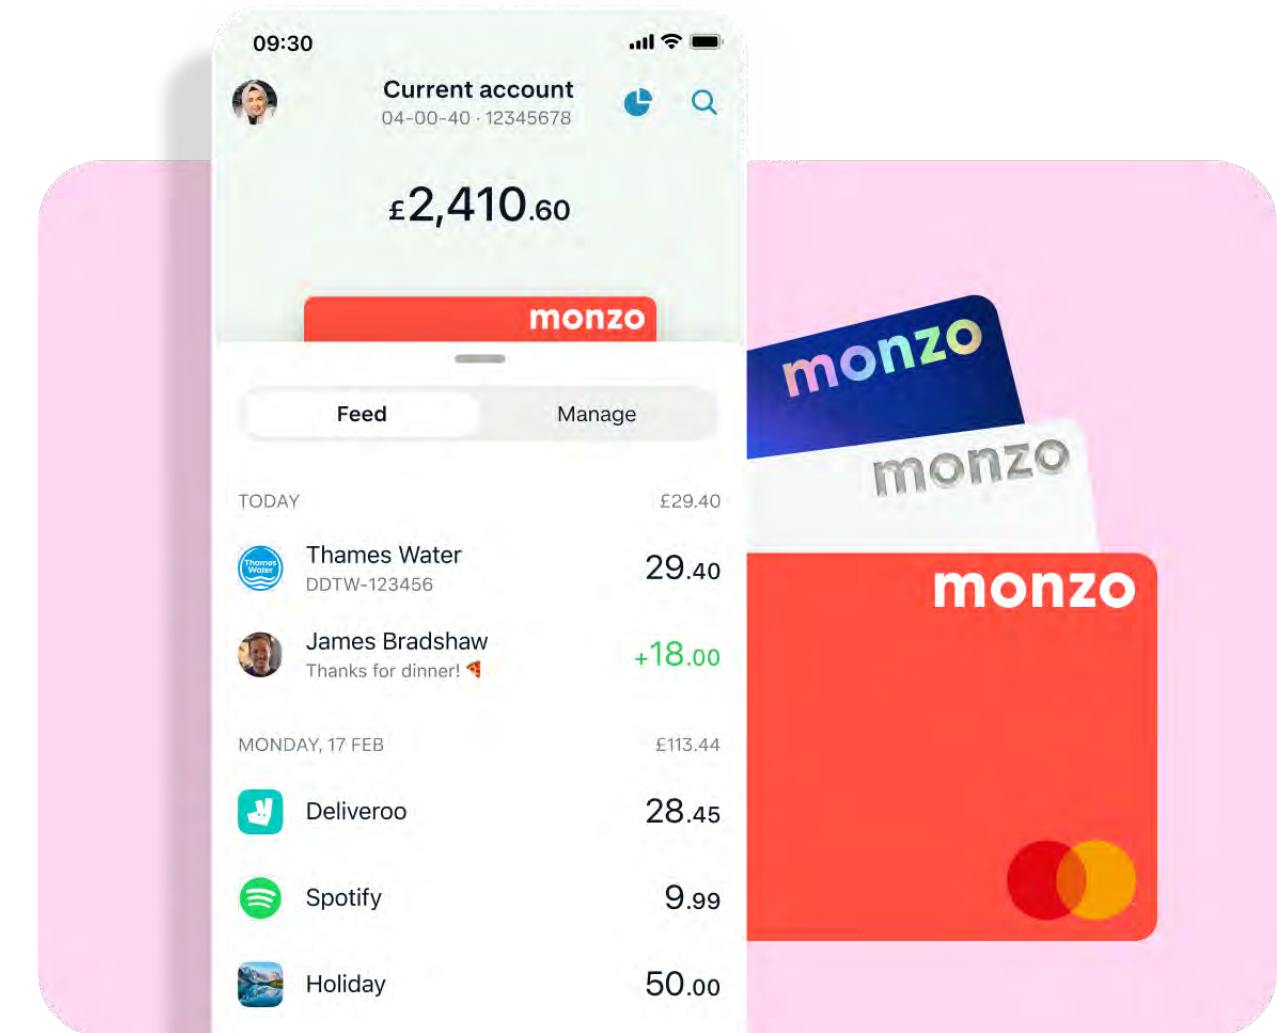 09:30
Current account
04-00-40 · 12345678
£2,410.60
monzo
Feed
Manage
TODAY
£29.40
Thames Water
Thames Water
DDTW-123456
29.40
James Bradshaw
Thanks for dinner! 🍕
+18.00
MONDAY, 17 FEB
£113.44
Deliveroo
28.45
Spotify
9.99
Holiday
50.00
monzo
monzo
monzo